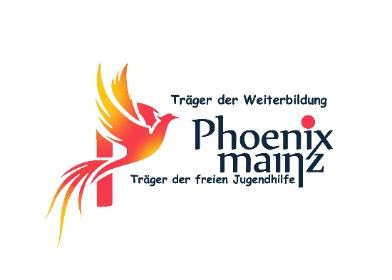 Träger der Weiterbildung
Phoenix
mainz
Träger der freien Jugendhilfe